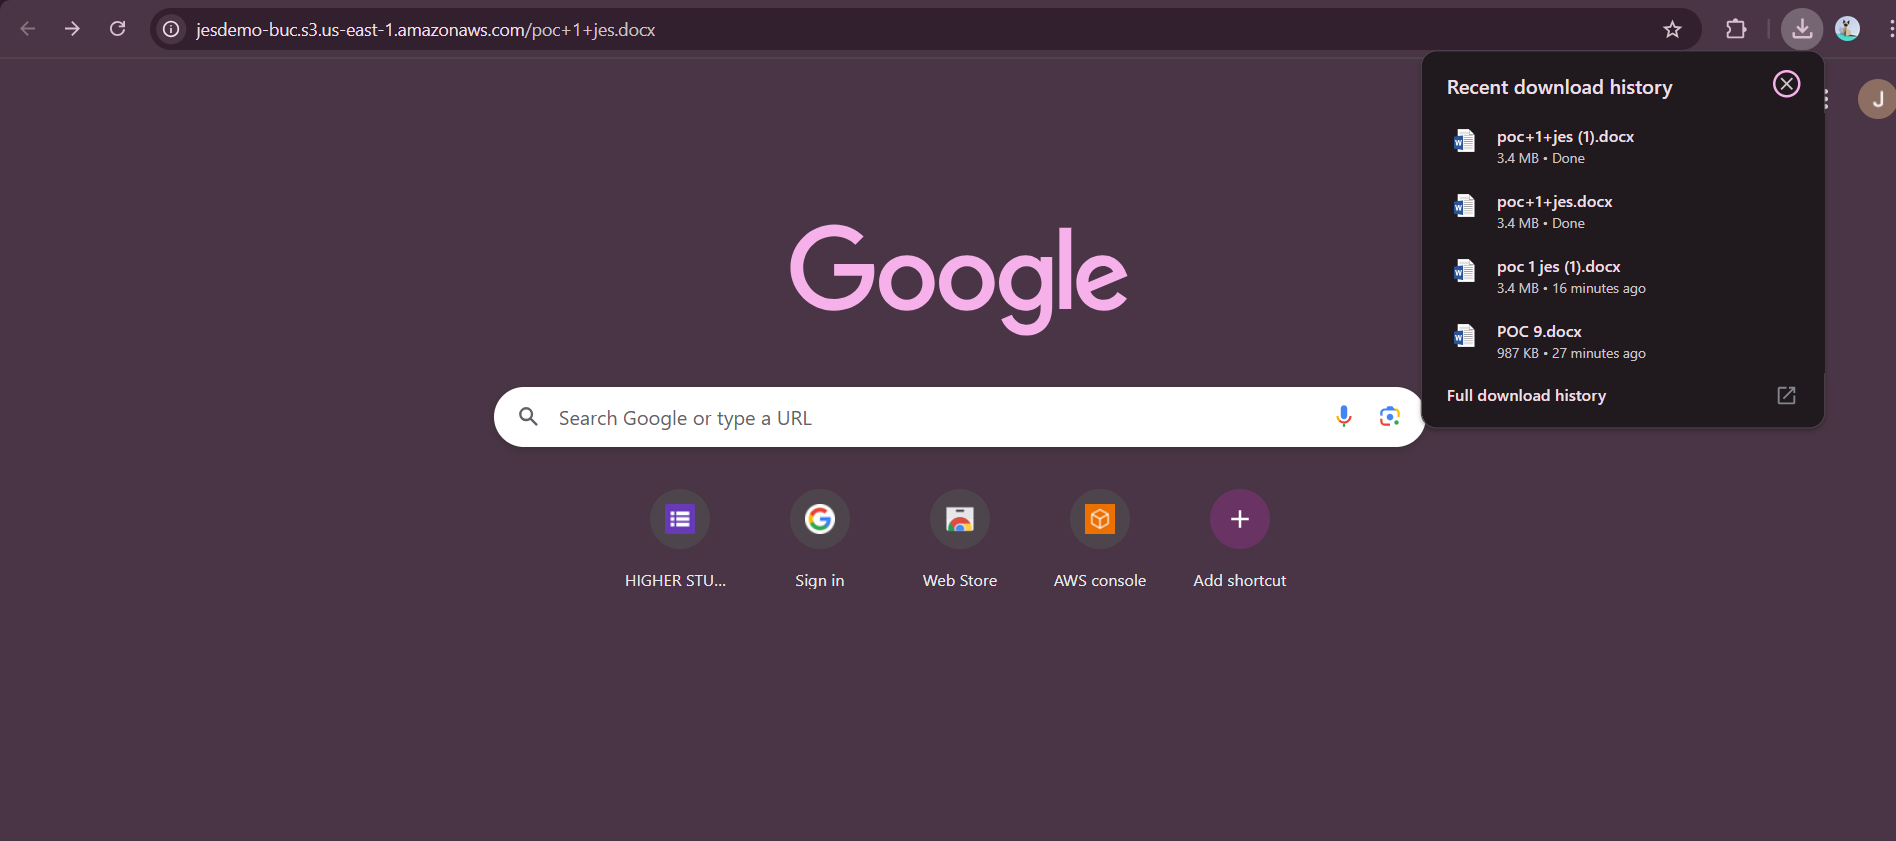 jesdemo-buc.s3.us-east-1.amazonaws.com/poc+1+jes.docx
Recent download history
poc+1+jes (1).docx
3.4 MB • Done
poc+1+jes.docx
3.4 MB • Done
poc 1 jes (1).docx
3.4 MB • 16 minutes ago
POC 9.docx
987 KB • 27 minutes ago
Full download history
J
Google
Search Google or type a URL
HIGHER STU...
Sign in
Web Store
AWS console
Add shortcut